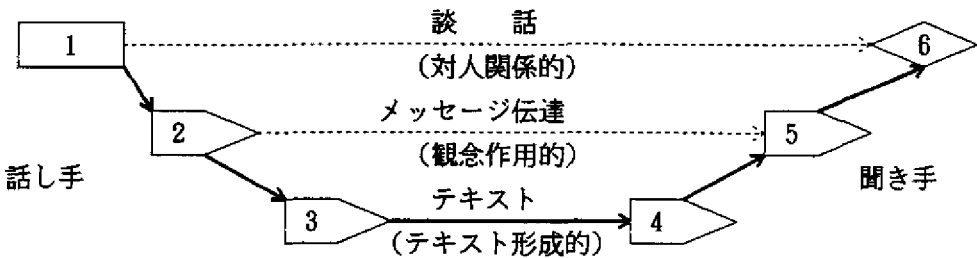 談　話
1
6
(対人関係的)
メッセージ伝達
2
5
(観念作用的)
話し手
聞き手
テキスト
3
4
(テキスト形成的)